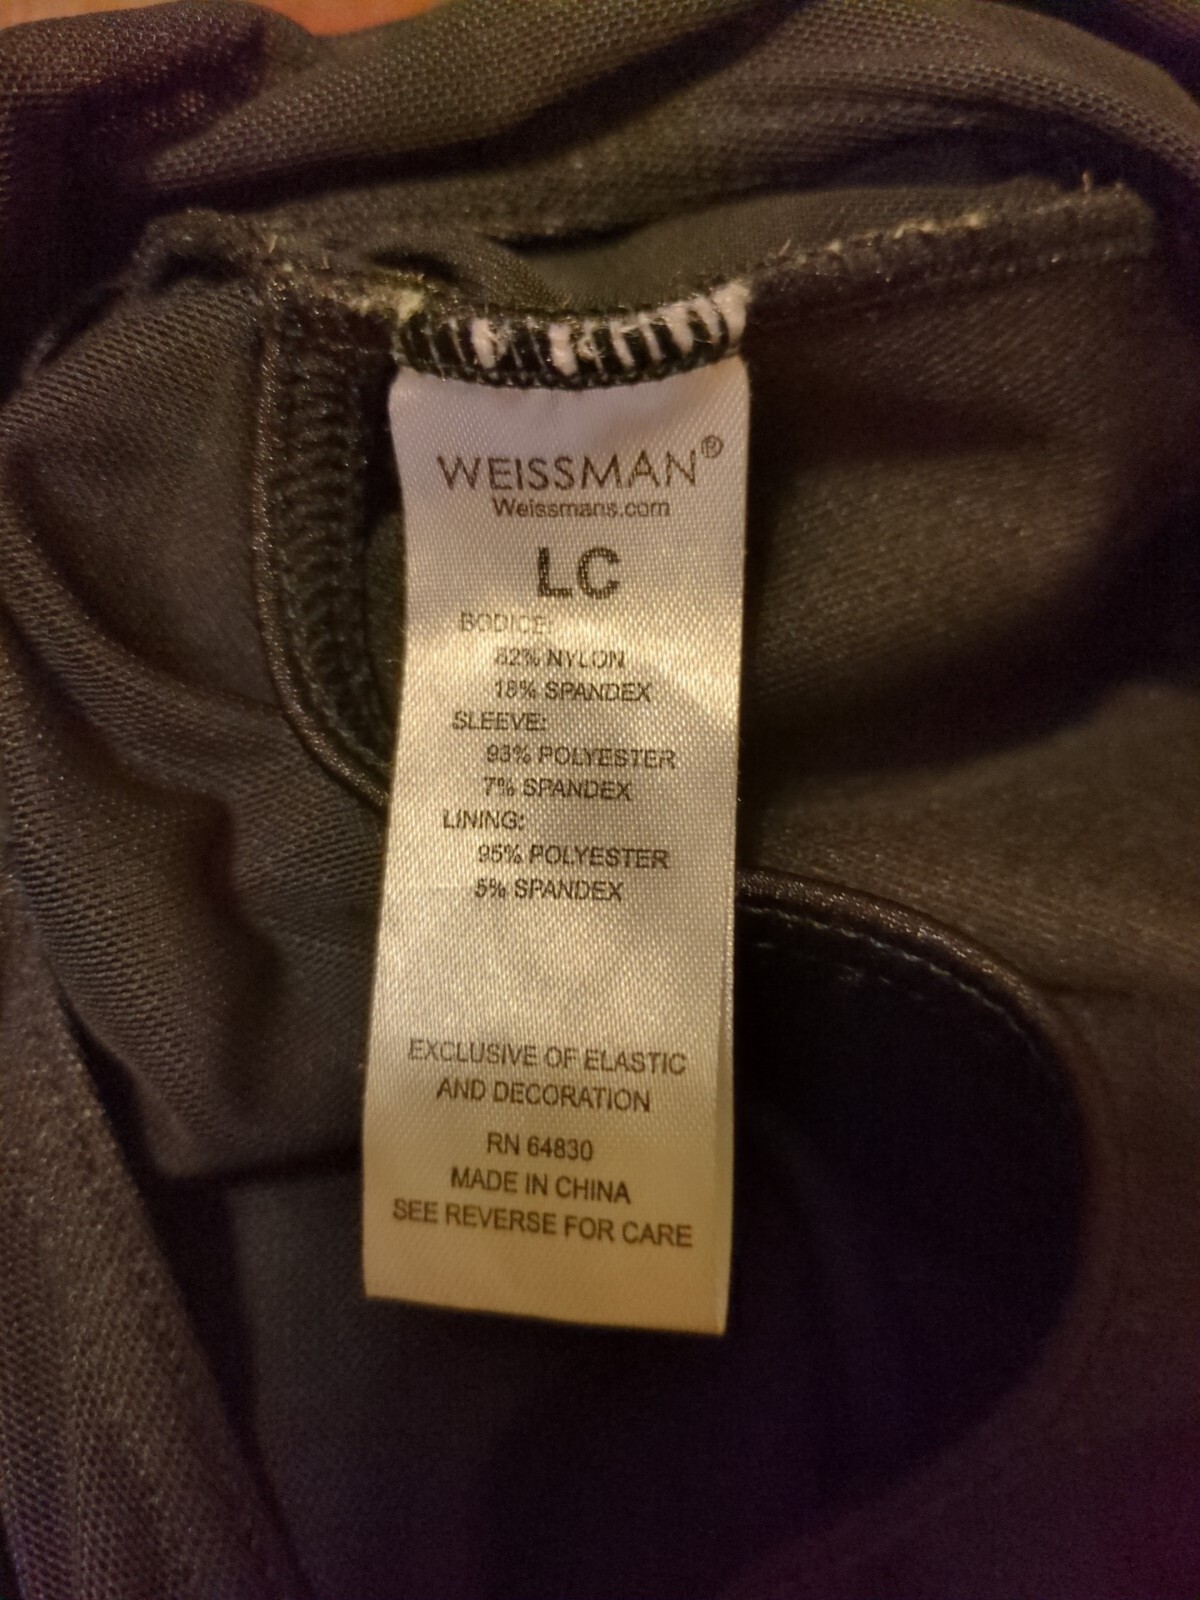 WEISSMAN®
Weissmans.com
LC
BODICE:
82% NYLON
18% SPANDEX
SLEEVE:
93% POLYESTER
7% SPANDEX
LINING:
95% POLYESTER
5% SPANDEX
EXCLUSIVE OF ELASTIC
AND DECORATION
RN 64830
MADE IN CHINA
SEE REVERSE FOR CARE